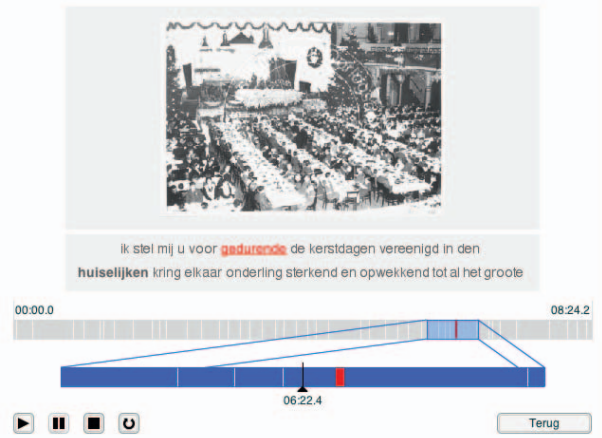 ik stel mij u voor gedurende de kerstdagen vereenigd in den
huiselijken kring elkaar onderling sterkend en opwekkend tot al het groote
00:00.0
08:24.2
06:22.4
Terug